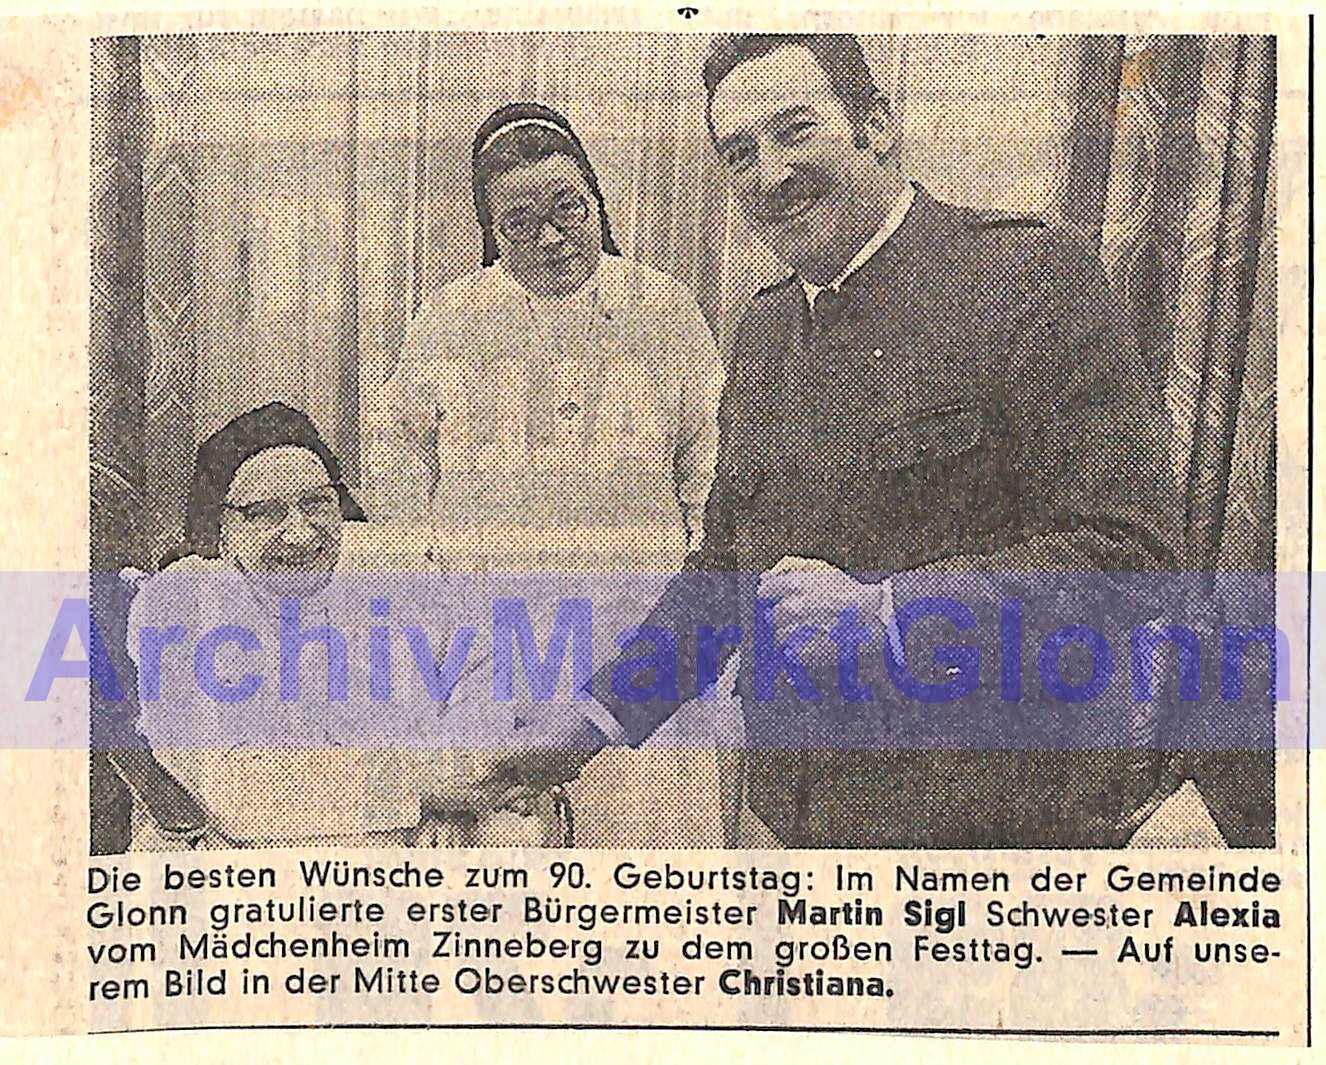 ArchivMarktGlonn
Die besten Wünsche zum 90. Geburtstag: Im Namen der Gemeinde
Glonn gratulierte erster Bürgermeister Martin Sigl Schwester Alexia
vom Mädchenheim Zinneberg zu dem großen Festtag. — Auf unse-
rem Bild in der Mitte Oberschwester Christiana.